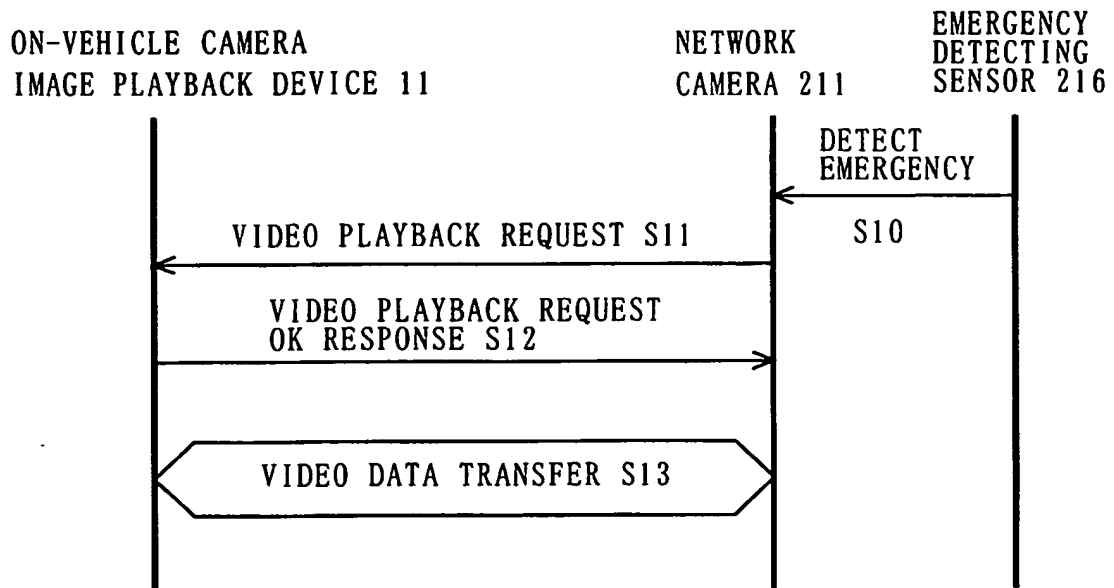 ON-VEHICLE CAMERA
IMAGE PLAYBACK DEVICE 11
NETWORK
CAMERA 211
EMERGENCY
DETECTING
SENSOR 216
DETECT
EMERGENCY
S10
VIDEO PLAYBACK REQUEST S11
VIDEO PLAYBACK REQUEST
OK RESPONSE S12
VIDEO DATA TRANSFER S13